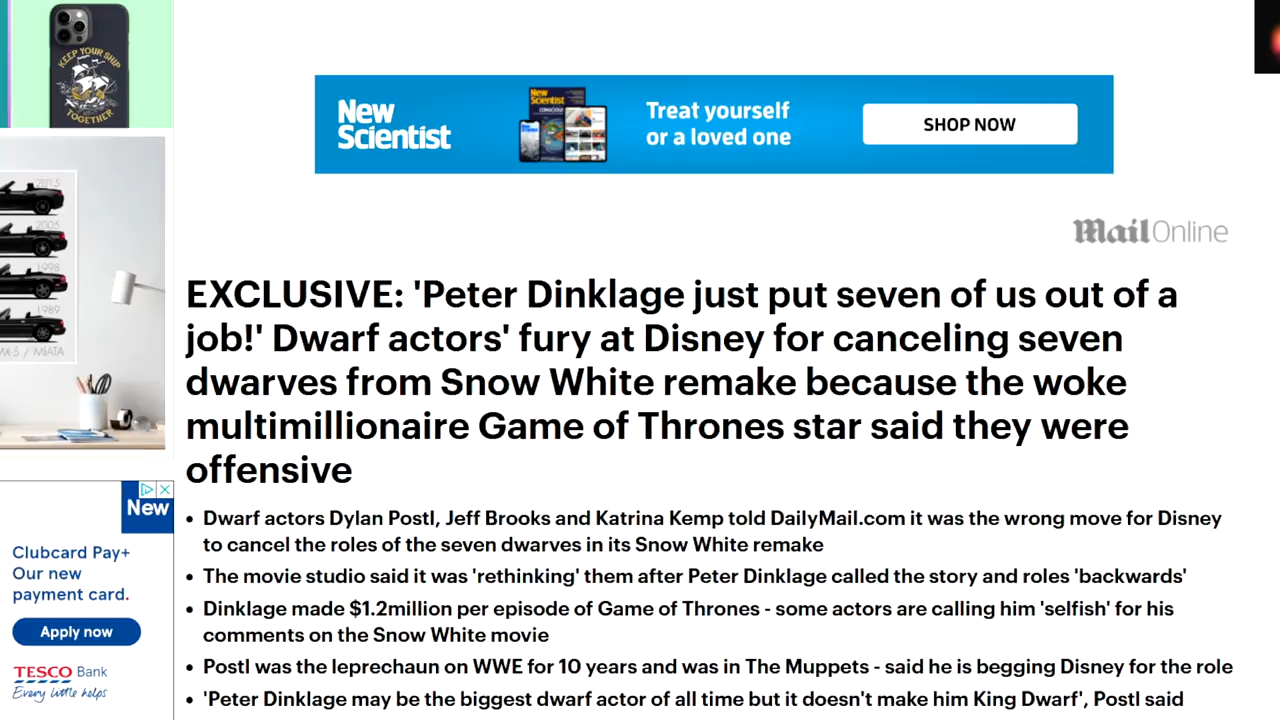 KEEP YOUR SHIP
TOGETHER
New
Scientist
New
Scientist
Treat yourself
or a loved one
SHOP NOW
MailOnline
2015
2005
1998
1989
MX-5 / MIATA
EXCLUSIVE: 'Peter Dinklage just put seven of us out of a
job!' Dwarf actors' fury at Disney for canceling seven
dwarves from Snow White remake because the woke
multimillionaire Game of Thrones star said they were
offensive
• Dwarf actors Dylan Postl, Jeff Brooks and Katrina Kemp told DailyMail.com it was the wrong move for Disney
to cancel the roles of the seven dwarves in its Snow White remake
• The movie studio said it was 'rethinking' them after Peter Dinklage called the story and roles 'backwards'
• Dinklage made $1.2million per episode of Game of Thrones - some actors are calling him 'selfish' for his
comments on the Snow White movie
• Postl was the leprechaun on WWE for 10 years and was in The Muppets - said he is begging Disney for the role
• 'Peter Dinklage may be the biggest dwarf actor of all time but it doesn't make him King Dwarf', Postl said
New
Clubcard Pay+
Our new
payment card.
Apply now
TESCO Bank
Every little helps